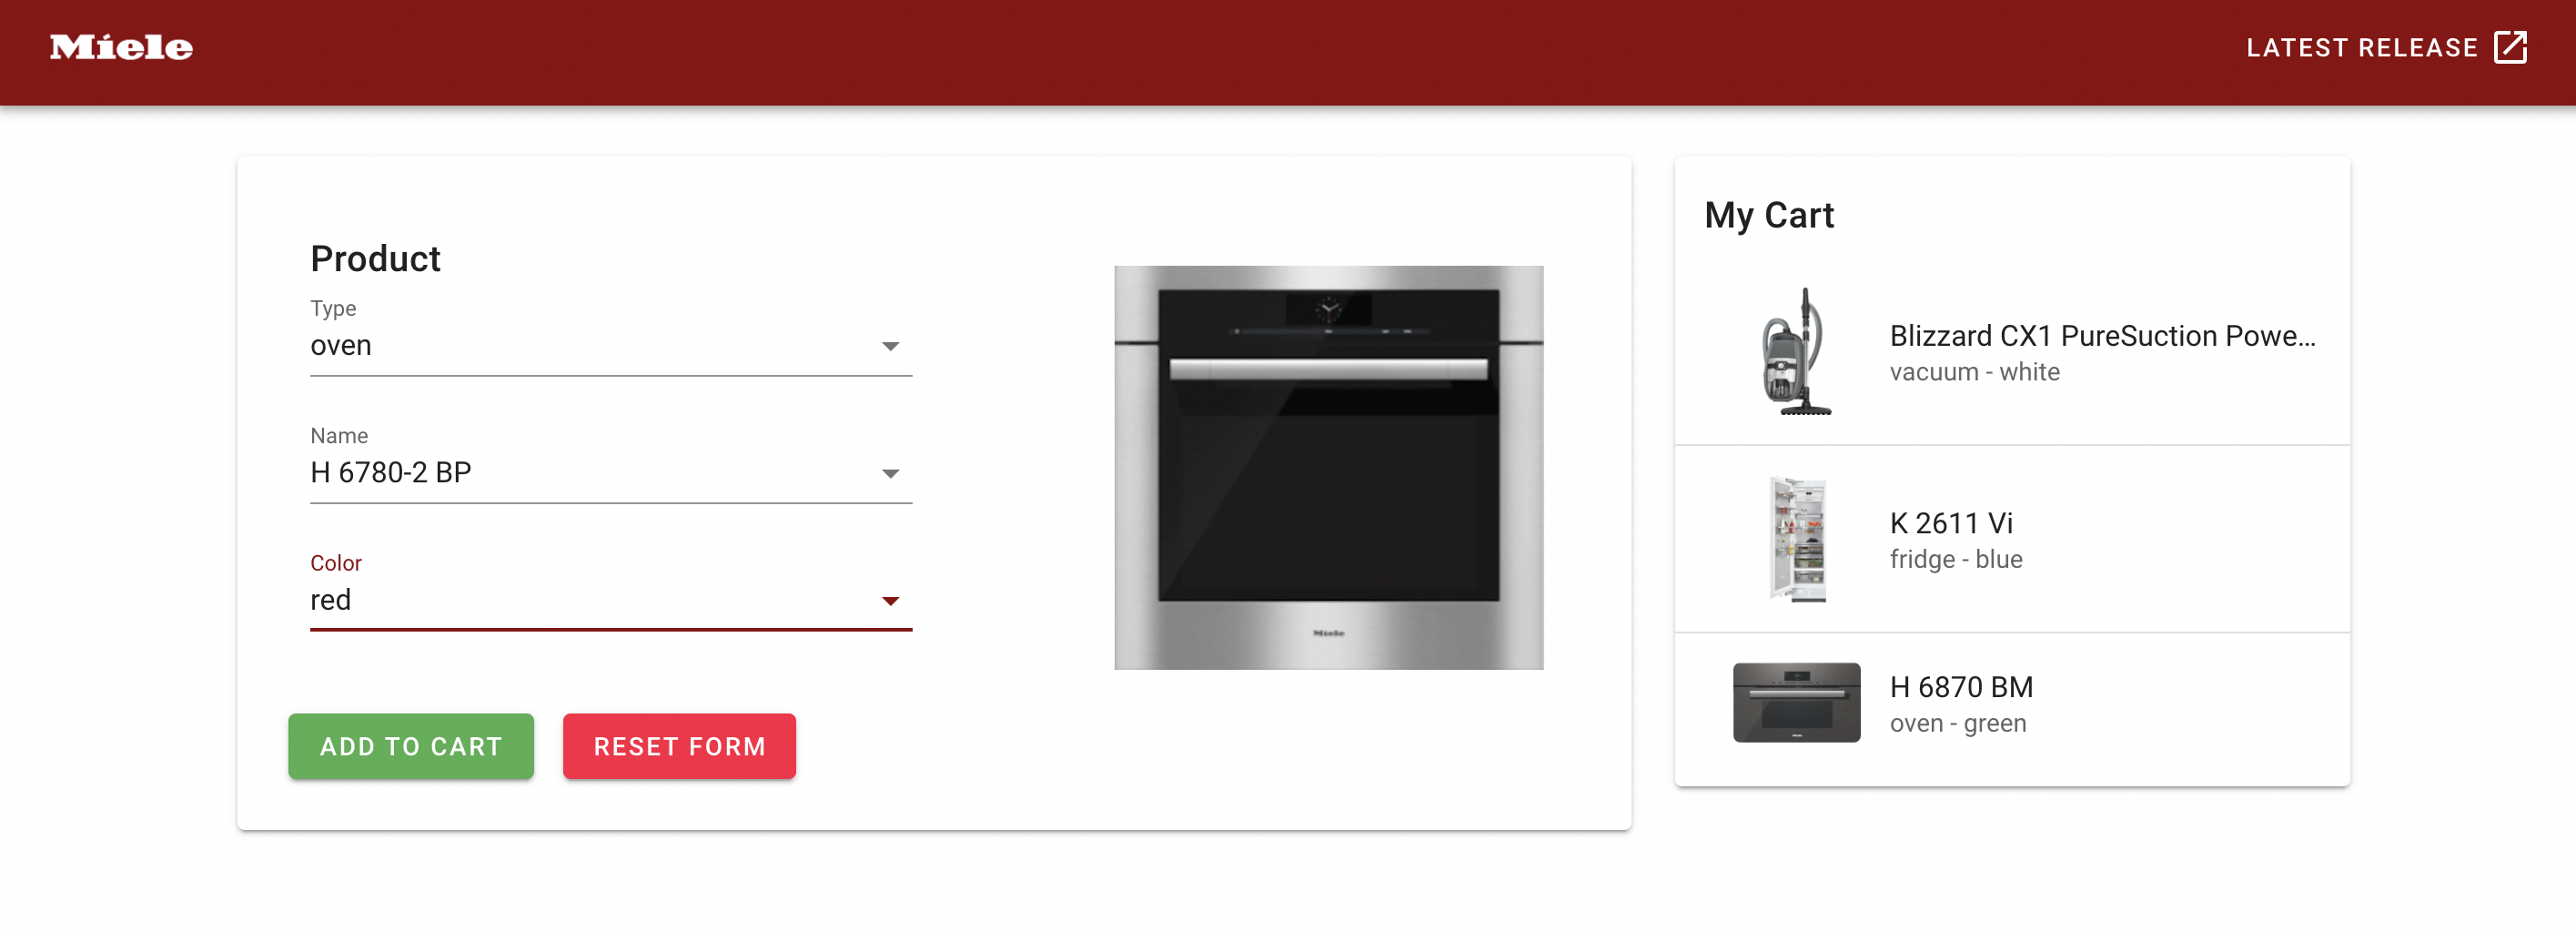 Miele
LATEST RELEASE
Product
Type
oven
Name
H 6780-2 BP
Color
red
ADD TO CART
RESET FORM
Miele
My Cart
Blizzard CX1 PureSuction Powe...
vacuum - white
K 2611 Vi
fridge - blue
H 6870 BM
oven - green